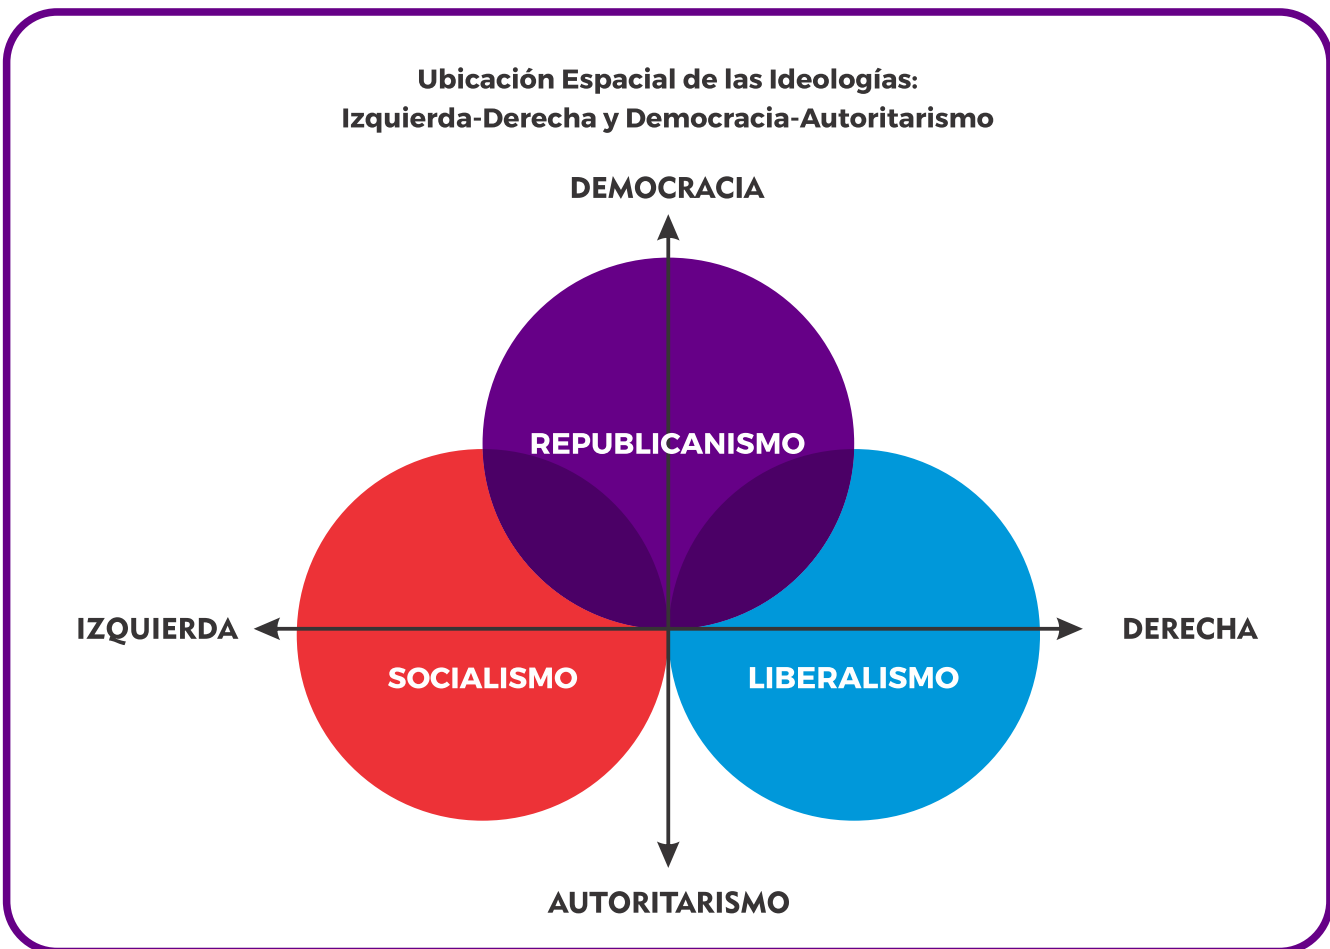 Ubicación Espacial de las Ideologías:
Izquierda-Derecha y Democracia-Autoritarismo
DEMOCRACIA
REPUBLICANISMO
IZQUIERDA
DERECHA
SOCIALISMO
LIBERALISMO
AUTORITARISMO